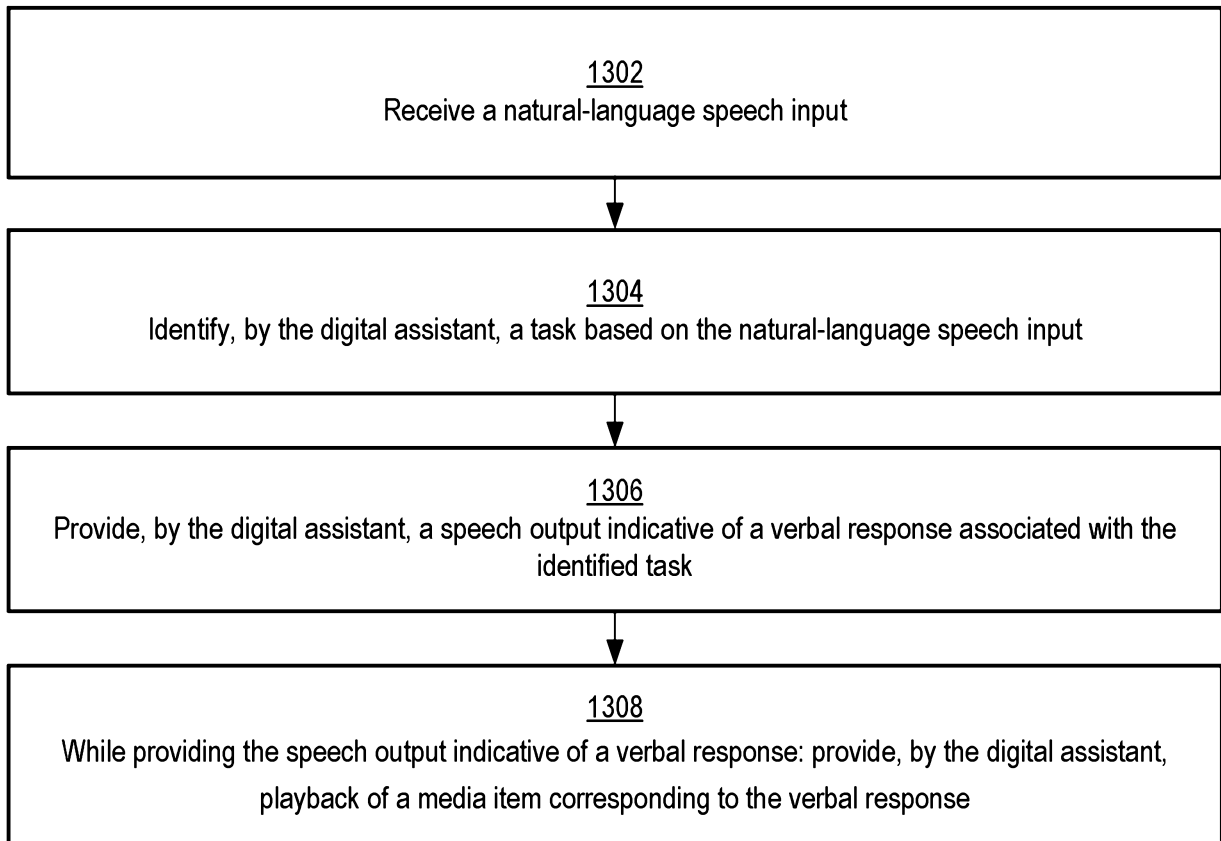 1302
Receive a natural-language speech input
1304
Identify, by the digital assistant, a task based on the natural-language speech input
1306
Provide, by the digital assistant, a speech output indicative of a verbal response associated with the
identified task
1308
While providing the speech output indicative of a verbal response: provide, by the digital assistant,
playback of a media item corresponding to the verbal response